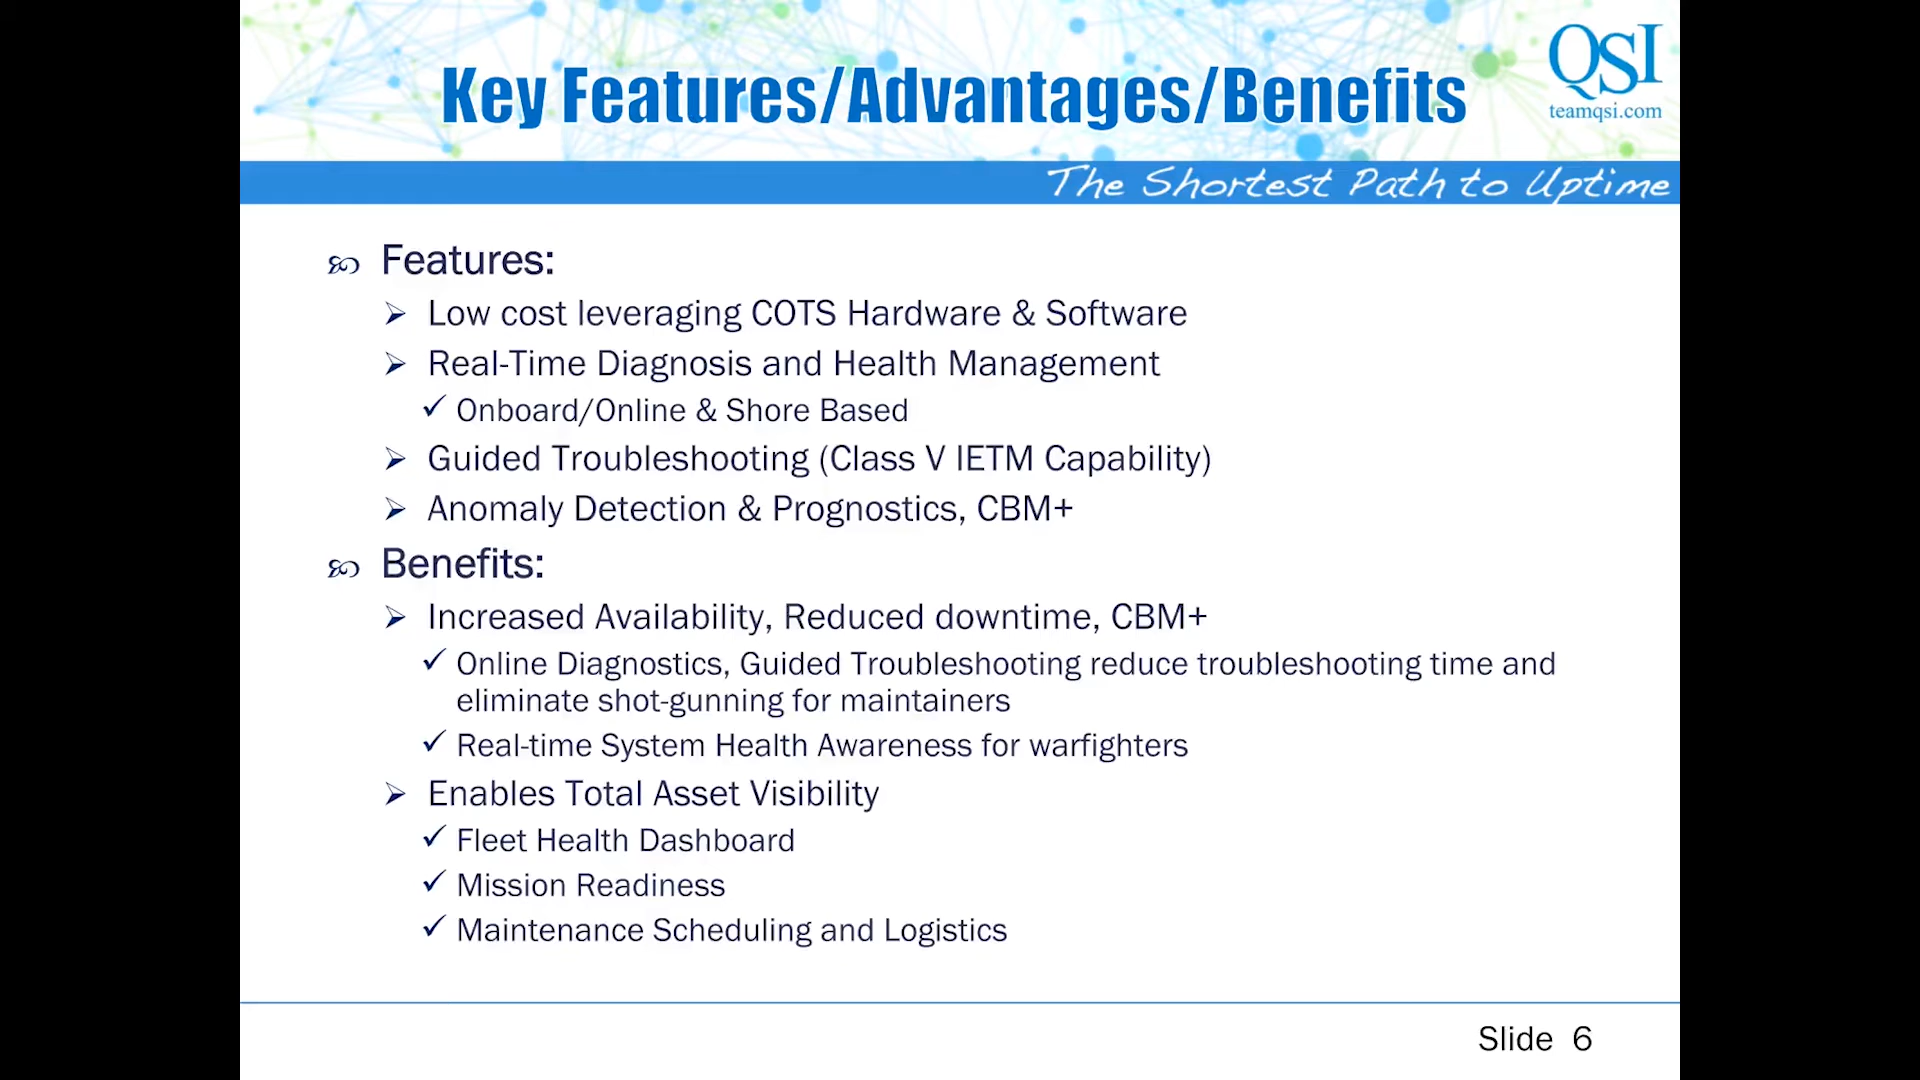 Key Features/Advantages/Benefits
QSI
teamqsi.com
The Shortest Path to Uptime
Features:
Low cost leveraging COTS Hardware & Software
Real-Time Diagnosis and Health Management
Onboard/Online & Shore Based
Guided Troubleshooting (Class V IETM Capability)
Anomaly Detection & Prognostics, CBM+
Benefits:
Increased Availability, Reduced downtime, CBM+
Online Diagnostics, Guided Troubleshooting reduce troubleshooting time and
eliminate shot-gunning for maintainers
Real-time System Health Awareness for warfighters
Enables Total Asset Visibility
Fleet Health Dashboard
Mission Readiness
Maintenance Scheduling and Logistics
Slide 6